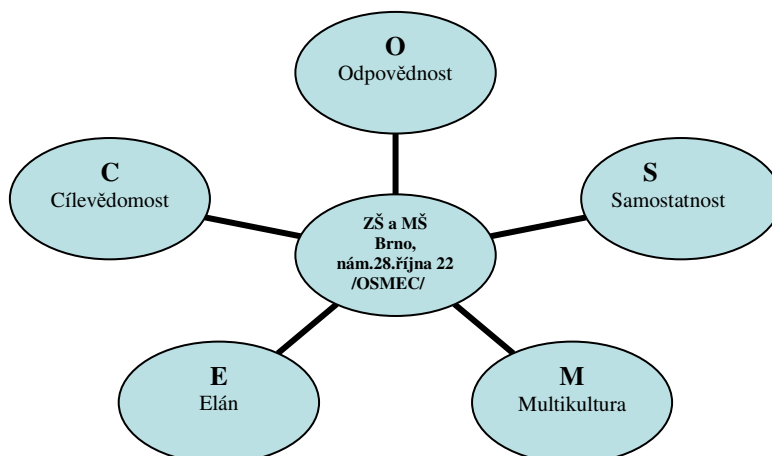 O
Odpovědnost
C
Cílevědomost
S
Samostatnost
ZŠ a MŠ
Brno,
nám.28.října 22
/OSMEC/
E
Elán
M
Multikultura